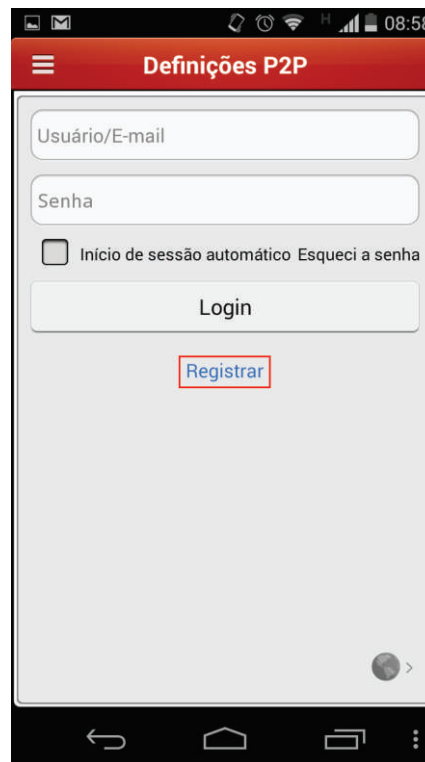 H 08:58
Definições P2P
Usuário/E-mail
Senha
Início de sessão automático Esqueci a senha
Login
Registrar